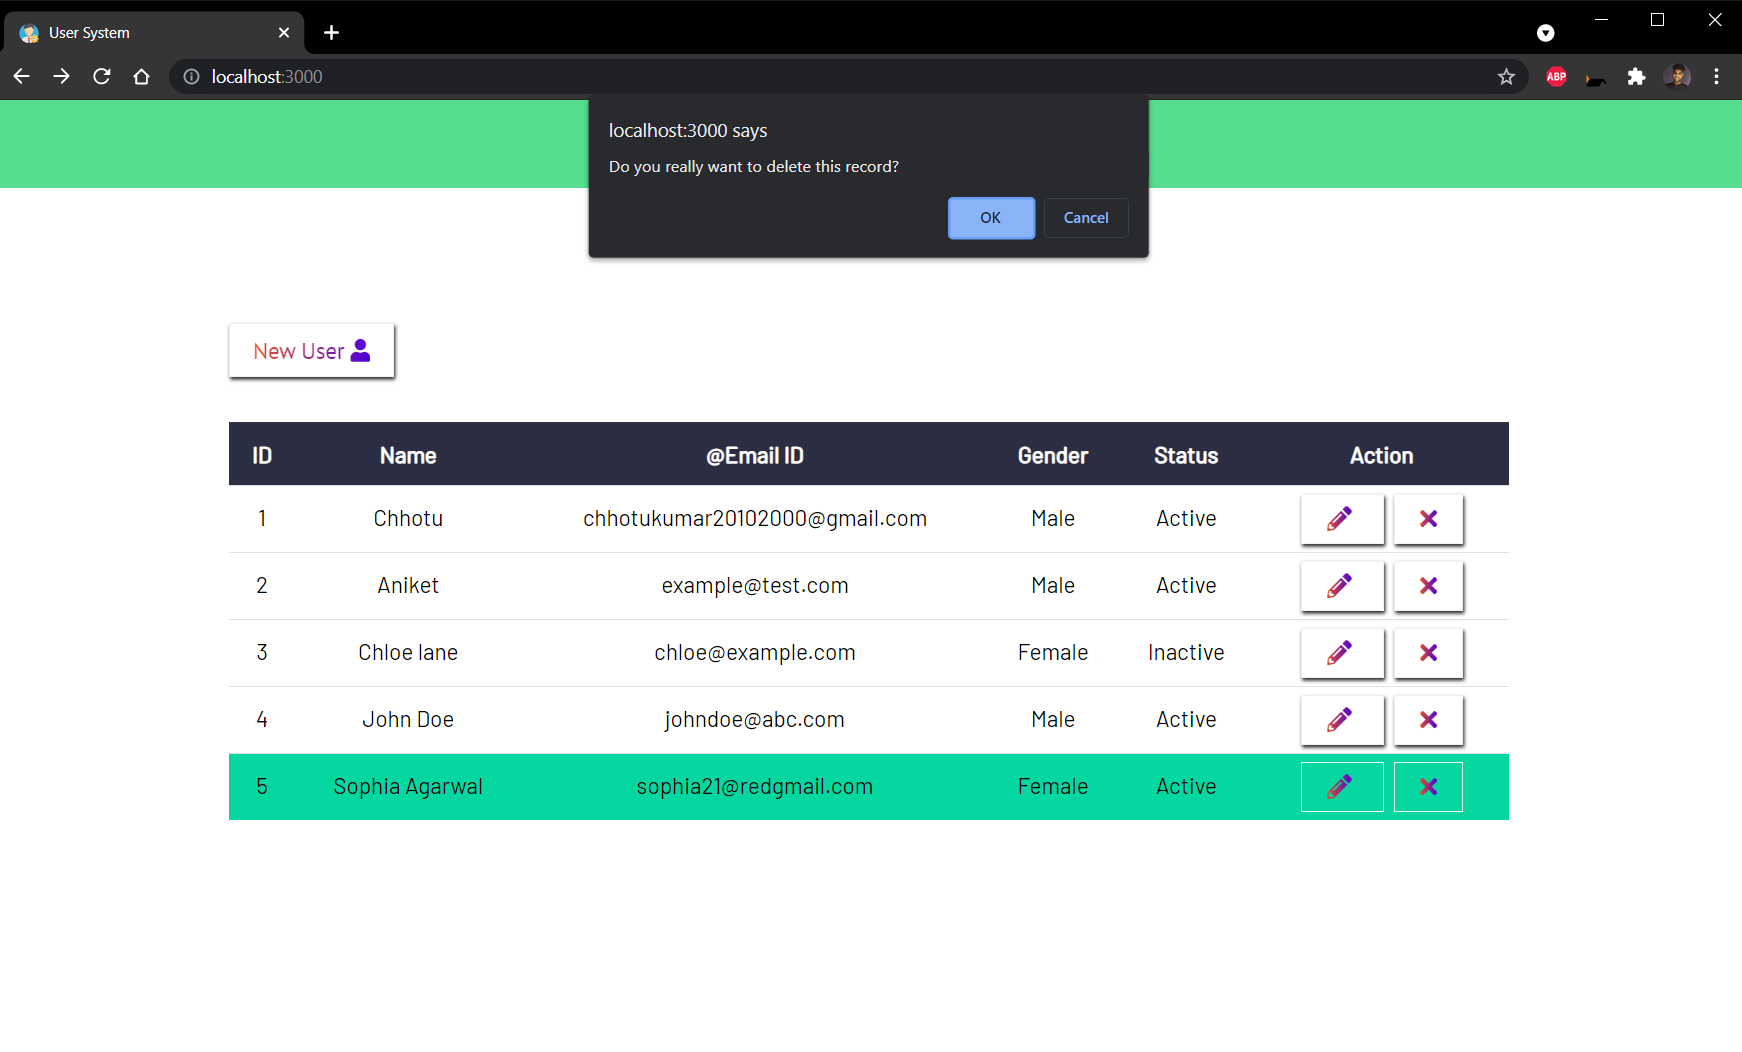 User System
localhost:3000
ABP
localhost:3000 says
Do you really want to delete this record?
OK Cancel
New User
ID Name @Email ID Gender Status Action
1 Chhotu chhotukumar20102000@gmail.com Male Active
2 Aniket example@test.com Male Active
3 Chloe lane chloe@example.com Female Inactive
4 John Doe johndoe@abc.com Male Active
5 Sophia Agarwal sophia21@redgmail.com Female Active